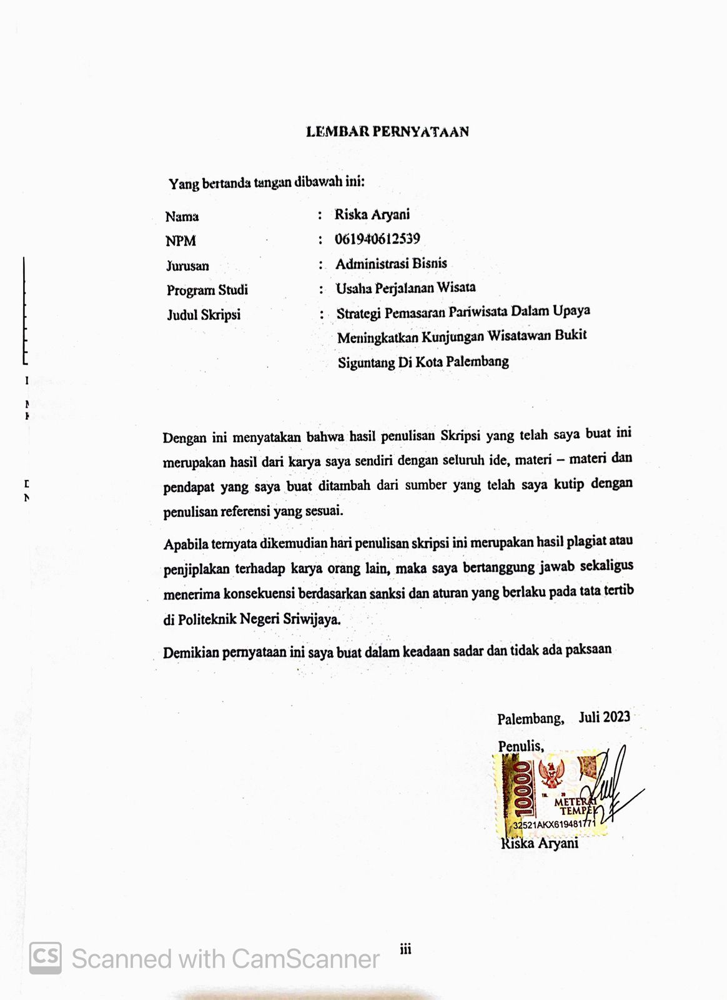 LEMBAR PERNYATAAN
Yang bertanda tangan dibawah ini:
Nama : Riska Aryani
NPM : 061940612539
Jurusan : Administrasi Bisnis
Program Studi : Usaha Perjalanan Wisata
Judul Skripsi : Strategi Pemasaran Pariwisata Dalam Upaya
Meningkatkan Kunjungan Wisatawan Bukit
Siguntang Di Kota Palembang
Dengan ini menyatakan bahwa hasil penulisan Skripsi yang telah saya buat ini
merupakan hasil dari karya saya sendiri dengan seluruh ide, materi – materi dan
pendapat yang saya buat ditambah dari sumber yang telah saya kutip dengan
penulisan referensi yang sesuai.
Apabila ternyata dikemudian hari penulisan skripsi ini merupakan hasil plagiat atau
penjiplakan terhadap karya orang lain, maka saya bertanggung jawab sekaligus
menerima konsekuensi berdasarkan sanksi dan aturan yang berlaku pada tata tertib
di Politeknik Negeri Sriwijaya.
Demikian pernyataan ini saya buat dalam keadaan sadar dan tidak ada paksaan
Palembang, Juli 2023
Penulis,
10000
TGL. 20
METERAI
TEMPEL
32521AKX619481771
Riska Aryani
iii
CS Scanned with CamScanner